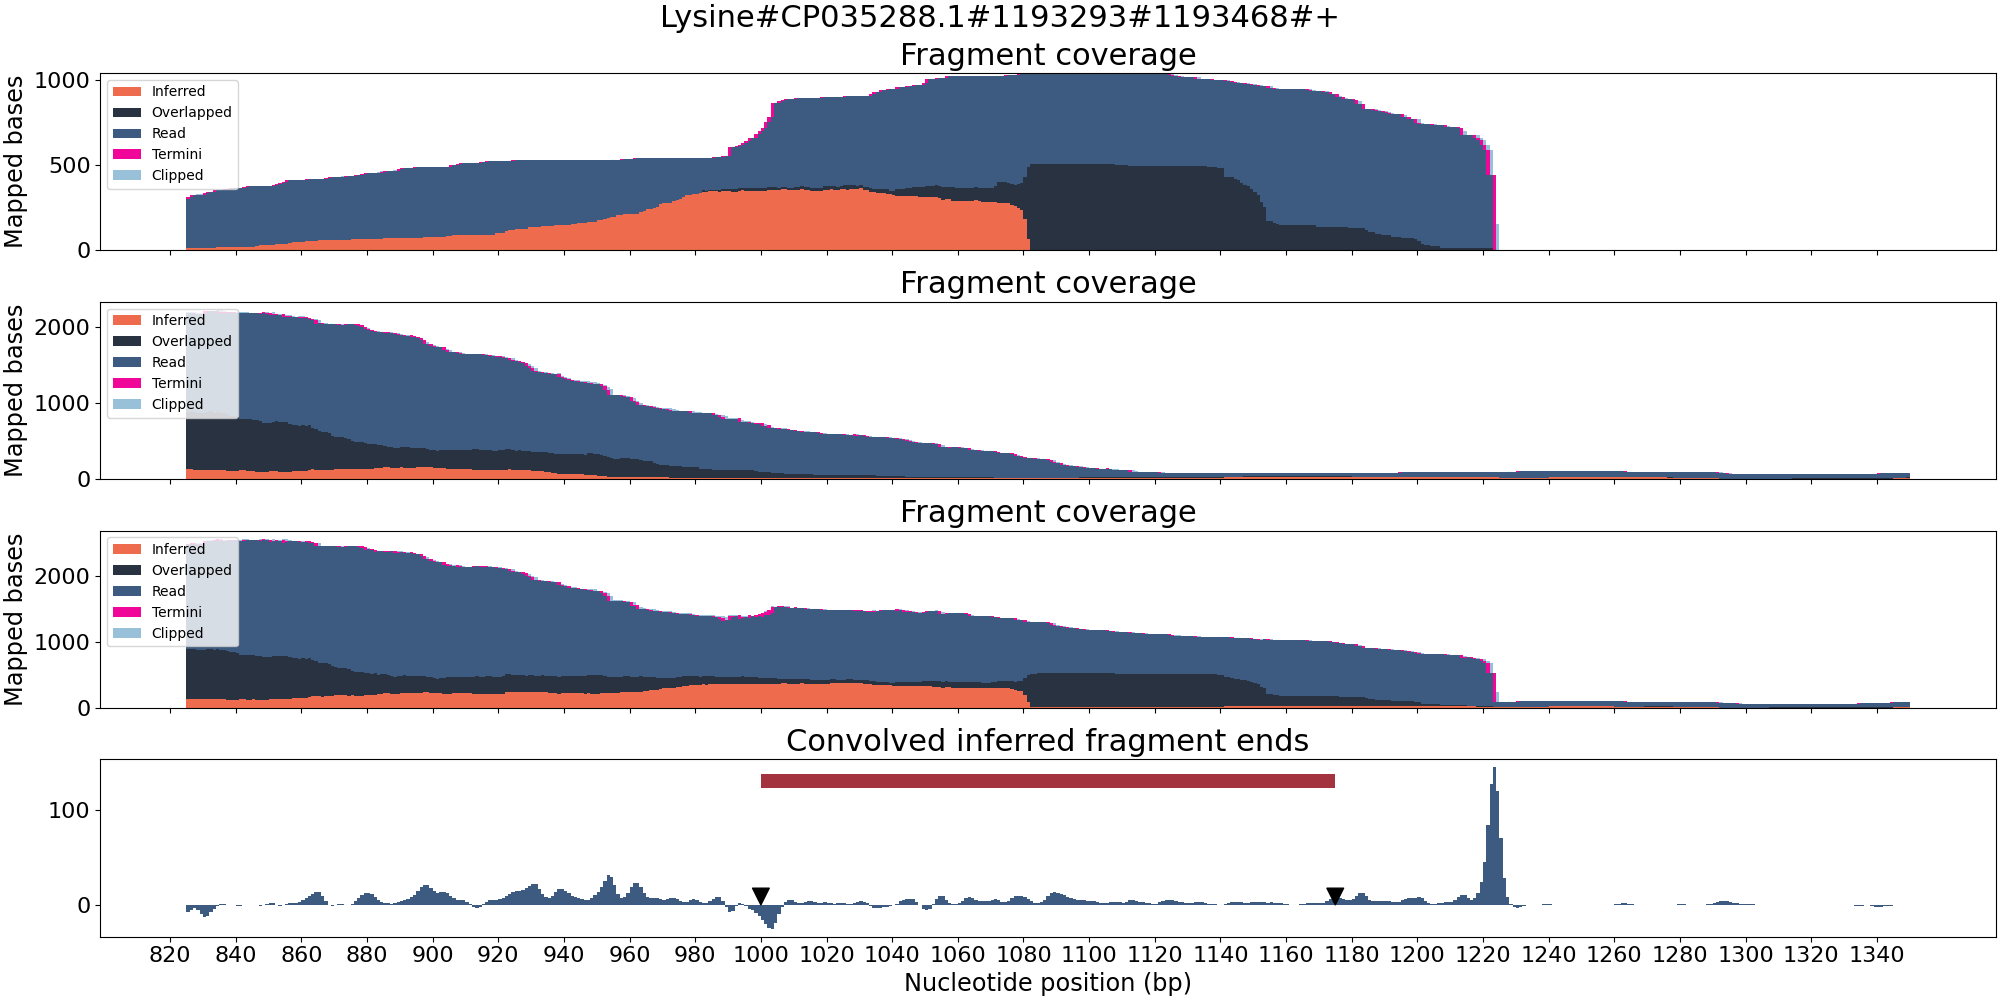 Lysine#CP035288.1#1193293#1193468#+
Fragment coverage
Mapped bases
1000
500
0
Inferred
Overlapped
Read
Termini
Clipped
Fragment coverage
Mapped bases
2000
1000
0
Inferred
Overlapped
Read
Termini
Clipped
Fragment coverage
Mapped bases
2000
1000
0
Inferred
Overlapped
Read
Termini
Clipped
Convolved inferred fragment ends
100
0
820 840 860 880 900 920 940 960 980 1000 1020 1040 1060 1080 1100 1120 1140 1160 1180 1200 1220 1240 1260 1280 1300 1320 1340
Nucleotide position (bp)